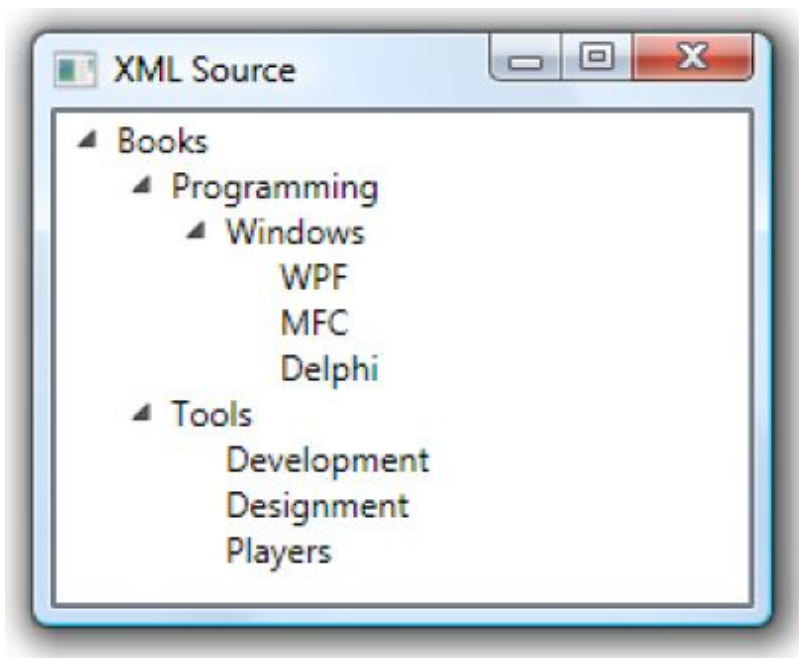 XML Source
Books
Programming
Windows
WPF
MFC
Delphi
Tools
Development
Designment
Players